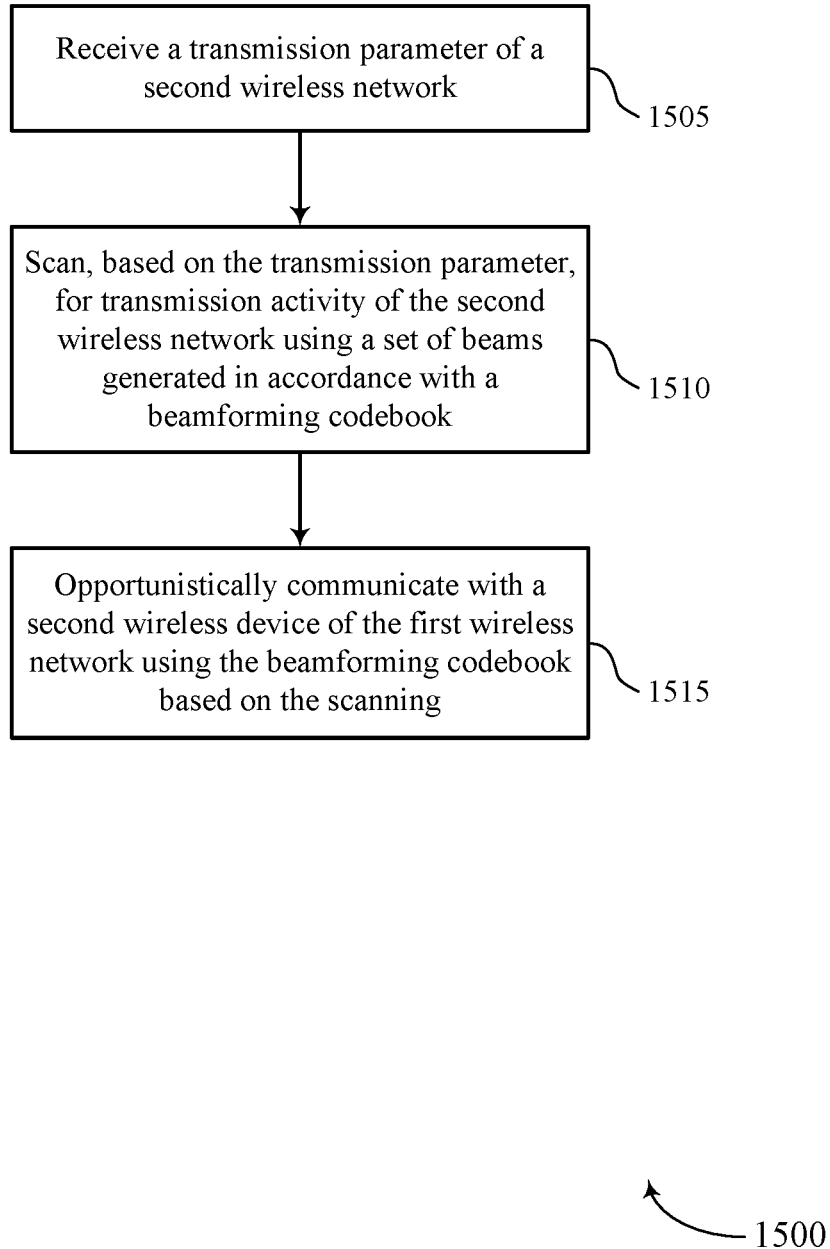 Receive a transmission parameter of a
second wireless network
1505
Scan, based on the transmission parameter,
for transmission activity of the second
wireless network using a set of beams
generated in accordance with a
beamforming codebook
1510
Opportunistically communicate with a
second wireless device of the first wireless
network using the beamforming codebook
based on the scanning
1515
1500